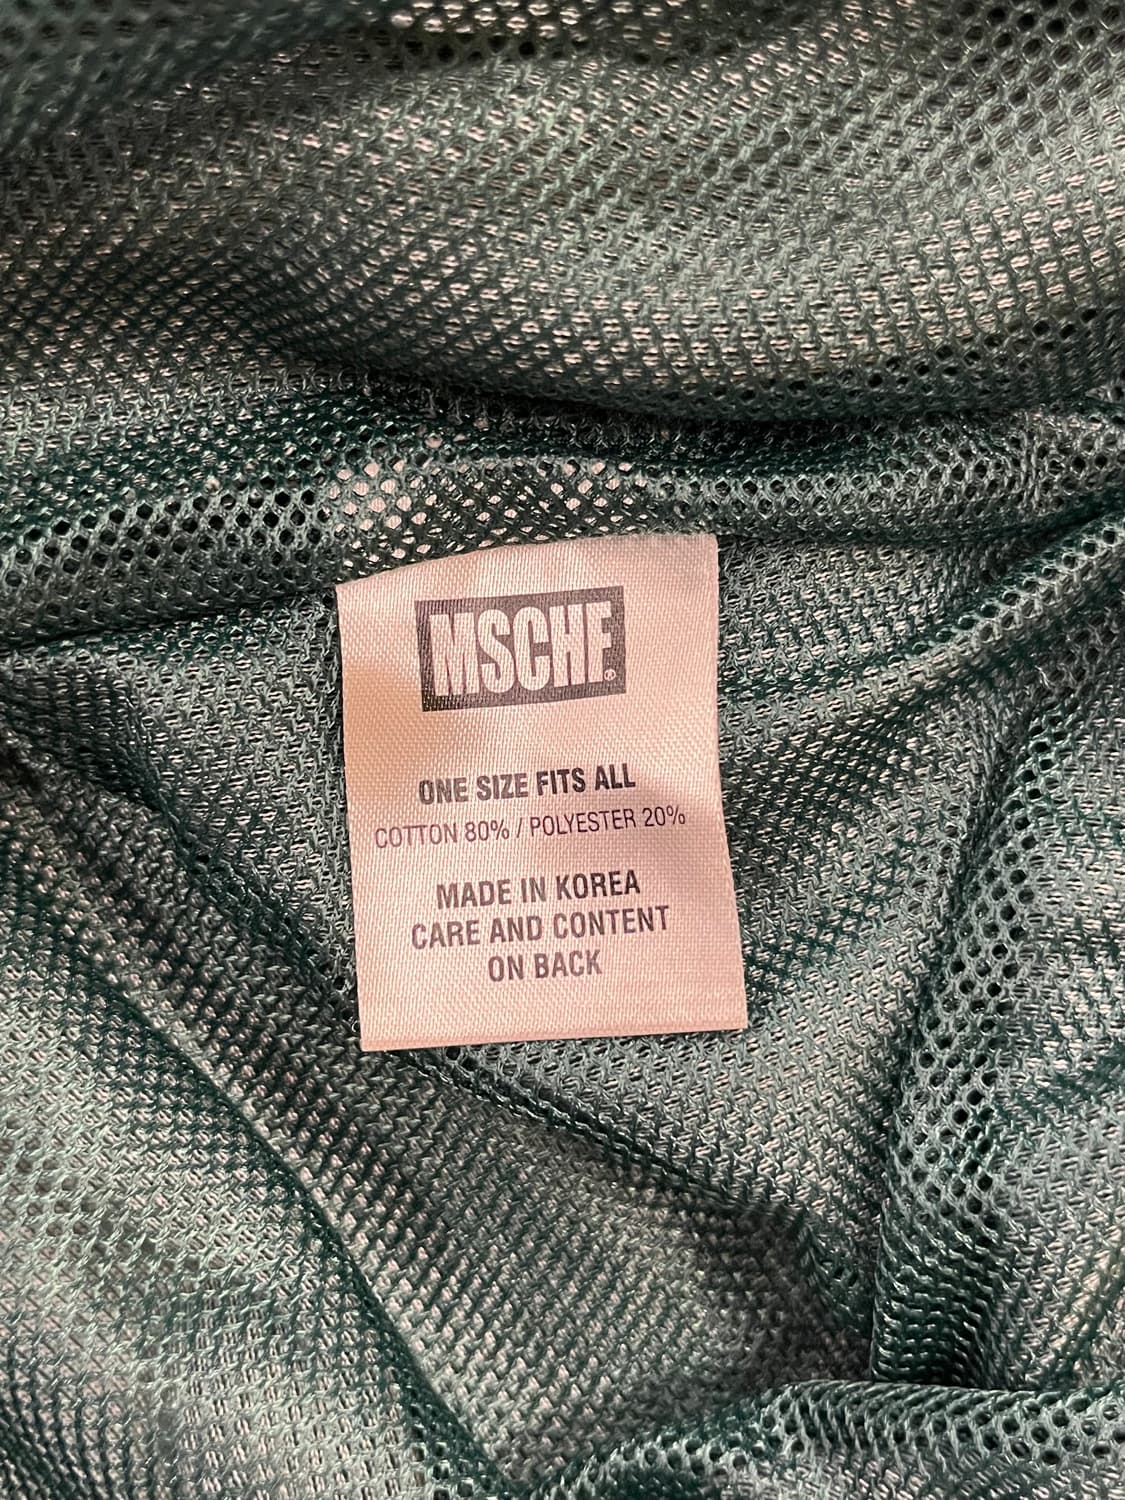 MSCHF®
ONE SIZE FITS ALL
COTTON 80% / POLYESTER 20%
MADE IN KOREA
CARE AND CONTENT
ON BACK